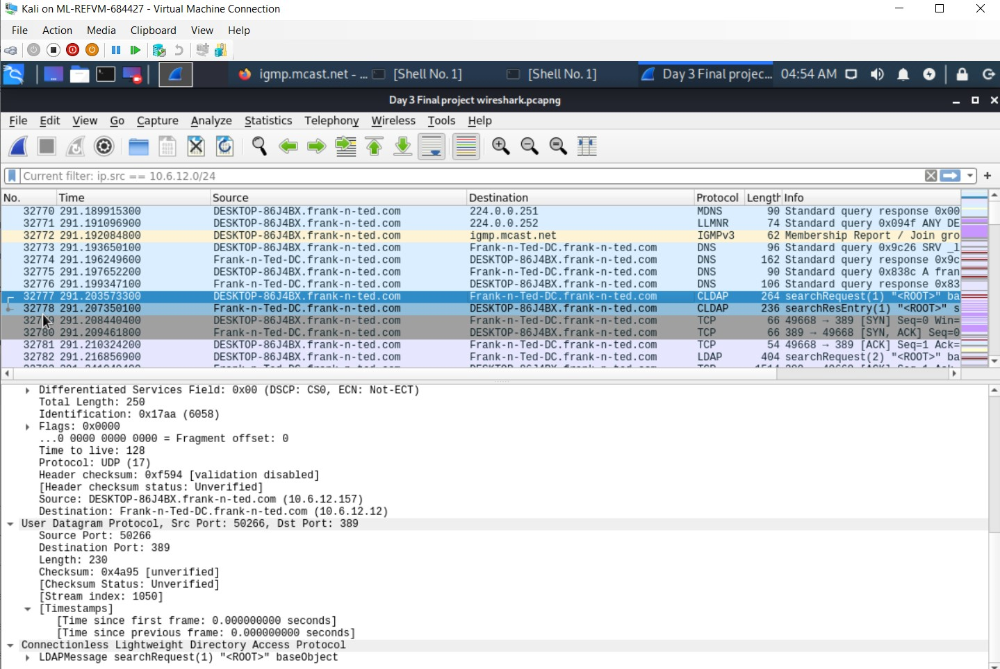 Kali on ML-REFVM-684427 - Virtual Machine Connection
File Action Media Clipboard View Help
igmp.mcast.net - ... [Shell No. 1] [Shell No. 1] Day 3 Final projec... 04:54 AM
Day 3 Final project wireshark.pcapng
File Edit View Go Capture Analyze Statistics Telephony Wireless Tools Help
Current filter: ip.src == 10.6.12.0/24
No. Time Source Destination Protocol Length Info
32770 291.189915300 DESKTOP-86J4BX.frank-n-ted.com 224.0.0.251 MDNS 90 Standard query response 0x00
32771 291.191096900 DESKTOP-86J4BX.frank-n-ted.com 224.0.0.252 LLMNR 74 Standard query 0x094f ANY DE
32772 291.192084800 DESKTOP-86J4BX.frank-n-ted.com igmp.mcast.net IGMPv3 62 Membership Report / Join gro
32773 291.193650100 DESKTOP-86J4BX.frank-n-ted.com Frank-n-Ted-DC.frank-n-ted.com DNS 96 Standard query 0x9c26 SRV _l
32774 291.196249600 Frank-n-Ted-DC.frank-n-ted.com DESKTOP-86J4BX.frank-n-ted.com DNS 162 Standard query response 0x9c
32775 291.197652200 DESKTOP-86J4BX.frank-n-ted.com Frank-n-Ted-DC.frank-n-ted.com DNS 90 Standard query 0x838c A fran
32776 291.199347100 Frank-n-Ted-DC.frank-n-ted.com DESKTOP-86J4BX.frank-n-ted.com DNS 106 Standard query response 0x83
32777 291.203573300 DESKTOP-86J4BX.frank-n-ted.com Frank-n-Ted-DC.frank-n-ted.com CLDAP 264 searchRequest(1) "<ROOT>" ba
32778 291.207350100 Frank-n-Ted-DC.frank-n-ted.com DESKTOP-86J4BX.frank-n-ted.com CLDAP 236 searchResEntry(1) "<ROOT>" s
32779 291.208440400 DESKTOP-86J4BX.frank-n-ted.com Frank-n-Ted-DC.frank-n-ted.com TCP 66 49668 → 389 [SYN] Seq=0 Win=
32780 291.209461800 Frank-n-Ted-DC.frank-n-ted.com DESKTOP-86J4BX.frank-n-ted.com TCP 66 389 → 49668 [SYN, ACK] Seq=0
32781 291.210324200 DESKTOP-86J4BX.frank-n-ted.com Frank-n-Ted-DC.frank-n-ted.com TCP 54 49668 → 389 [ACK] Seq=1 Ack=
32782 291.216856900 DESKTOP-86J4BX.frank-n-ted.com Frank-n-Ted-DC.frank-n-ted.com LDAP 404 searchRequest(2) "<ROOT>" ba
Differentiated Services Field: 0x00 (DSCP: CS0, ECN: Not-ECT)
Total Length: 250
Identification: 0x17aa (6058)
Flags: 0x0000
...0 0000 0000 0000 = Fragment offset: 0
Time to live: 128
Protocol: UDP (17)
Header checksum: 0xf594 [validation disabled]
[Header checksum status: Unverified]
Source: DESKTOP-86J4BX.frank-n-ted.com (10.6.12.157)
Destination: Frank-n-Ted-DC.frank-n-ted.com (10.6.12.12)
User Datagram Protocol, Src Port: 50266, Dst Port: 389
Source Port: 50266
Destination Port: 389
Length: 230
Checksum: 0x4a95 [unverified]
[Checksum Status: Unverified]
[Stream index: 1050]
[Timestamps]
[Time since first frame: 0.000000000 seconds]
[Time since previous frame: 0.000000000 seconds]
Connectionless Lightweight Directory Access Protocol
LDAPMessage searchRequest(1) "<ROOT>" baseObject